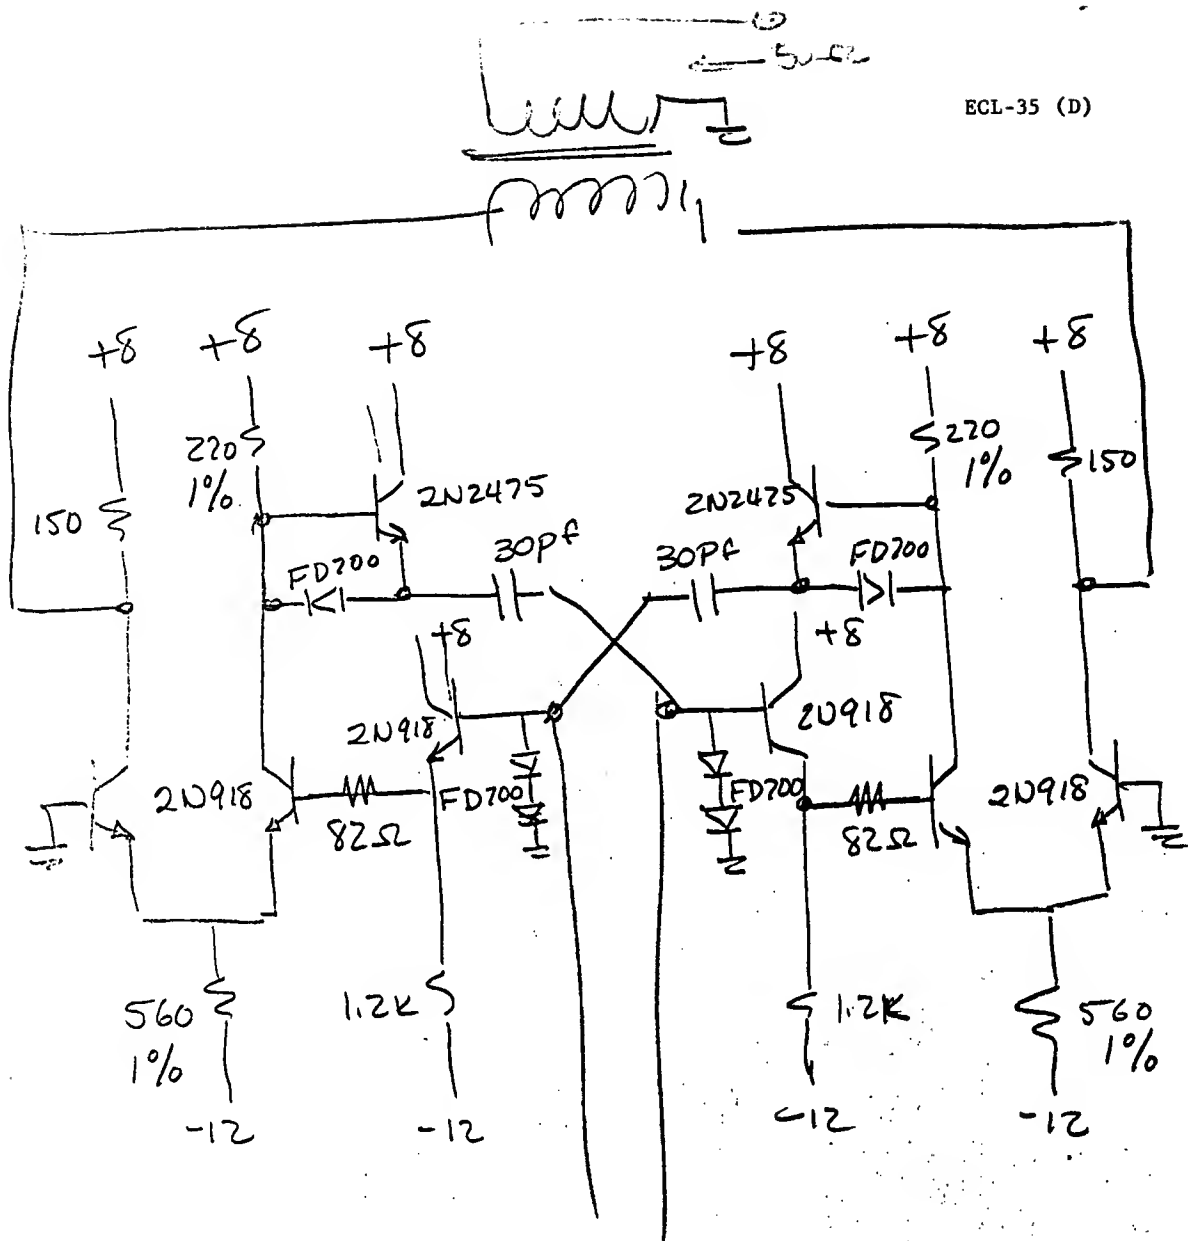 50Ω
ECL-35 (D)
+8 +8 +8 +8 +8 +8
220
1%
150
2N2475
FD700
30pf
30pf
2N2475
FD700
220
1%
150
+8
+8
2N918
2N918
2N918
82Ω
FD700
FD700
82Ω
2N918
560
1%
1.2K
1.2K
560
1%
-12
-12
-12
-12